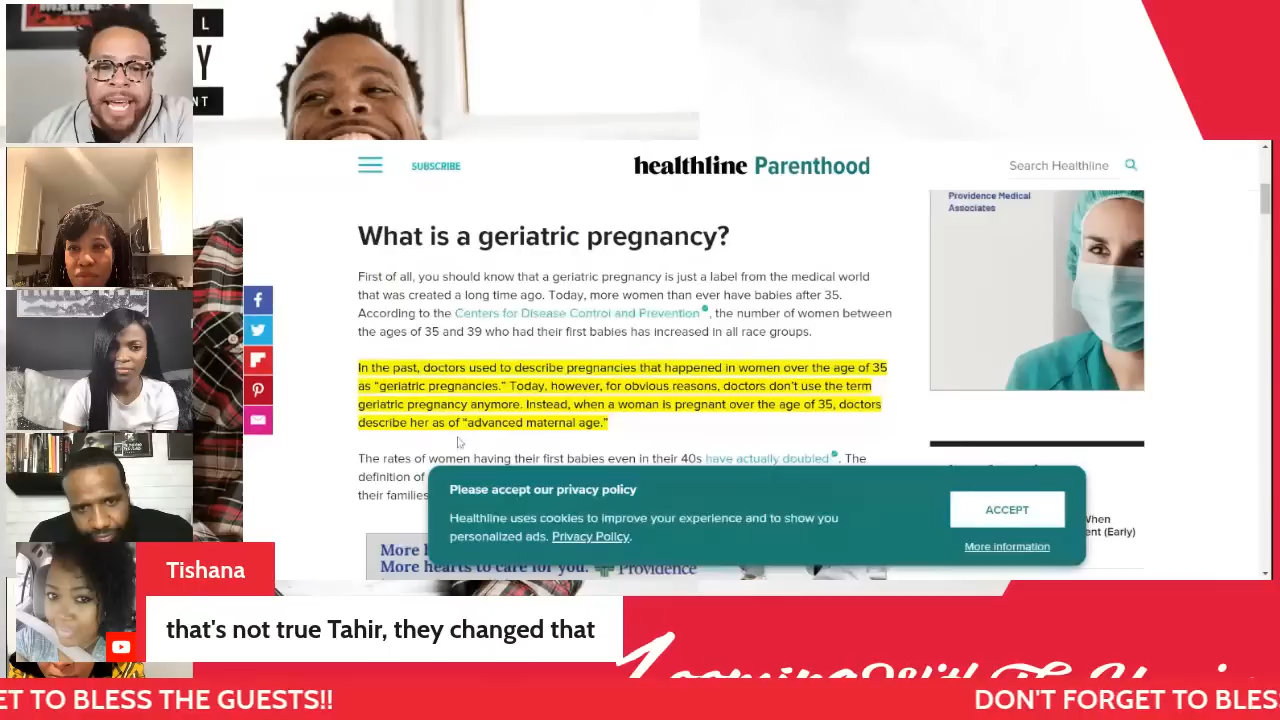 L
Y
NT
SUBSCRIBE
healthline Parenthood
Search Healthline
Providence Medical
Associates
What is a geriatric pregnancy?
First of all, you should know that a geriatric pregnancy is just a label from the medical world
that was created a long time ago. Today, more women than ever have babies after 35.
According to the Centers for Disease Control and Prevention, the number of women between
the ages of 35 and 39 who had their first babies has increased in all race groups.
In the past, doctors used to describe pregnancies that happened in women over the age of 35
as “geriatric pregnancies.” Today, however, for obvious reasons, doctors don’t use the term
geriatric pregnancy anymore. Instead, when a woman is pregnant over the age of 35, doctors
describe her as of “advanced maternal age.”
The rates of women having their first babies even in their 40s have actually doubled. The
definition of
their families
Please accept our privacy policy
Healthline uses cookies to improve your experience and to show you
personalized ads. Privacy Policy.
ACCEPT
More information
When
ent (Early)
More
More hearts to care for you.
Providence
Tishana
that's not true Tahir, they changed that
With The
ET TO BLESS THE GUESTS!!
DON'T FORGET TO BLES